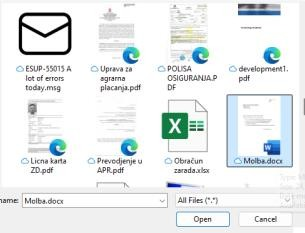 ESUP-55015 A
lot of errors
today.msg
Uprava za
agrarna
placanja.pdf
POLISA
OSIGURANJA.P
DF
development1.
pdf
Licna karta
ZD.pdf
Prevodjenje u
APR.pdf
Obračun
zarada.xlsx
Molba.docx
name: Molba.docx
All Files (*.*)
Open
Cancel